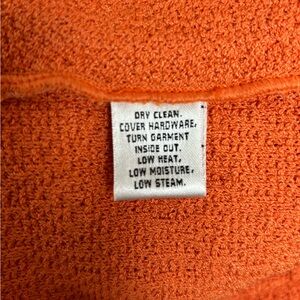 DRY CLEAN.
COVER HARDWARE,
TURN GARMENT
INSIDE OUT.
LOW HEAT,
LOW MOISTURE,
LOW STEAM.